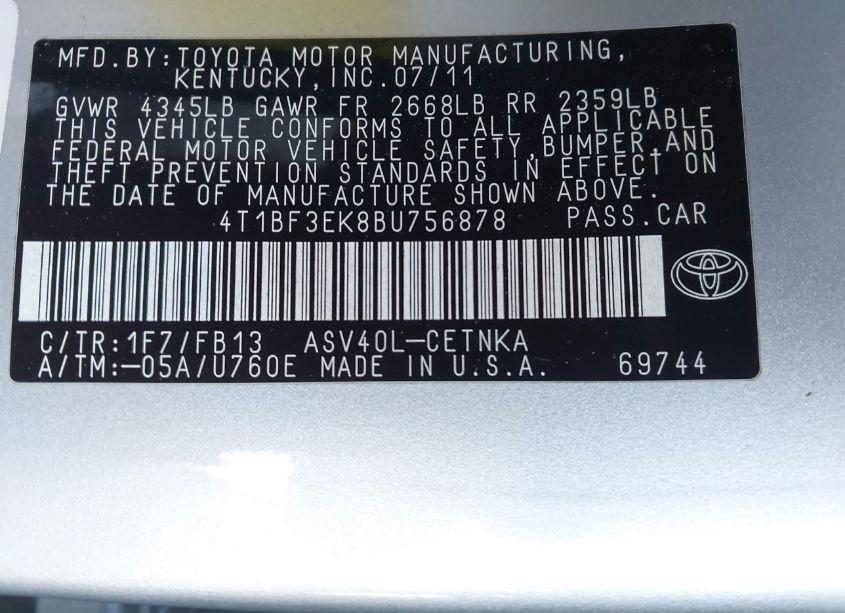 MFD.BY:TOYOTA MOTOR MANUFACTURING,
KENTUCKY,INC.07/11
GVWR 4345LB GAWR FR 2668LB RR 2359LB
THIS VEHICLE CONFORMS TO ALL APPLICABLE
FEDERAL MOTOR VEHICLE SAFETY,BUMPER,AND
THEFT PREVENTION STANDARDS IN EFFECT ON
THE DATE OF MANUFACTURE SHOWN ABOVE.
4T1BF3EK8BU756878 PASS.CAR
C/TR:1F7/FB13 ASV40L-CETNKA
A/TM:-05A/U760E MADE IN U.S.A. 69744